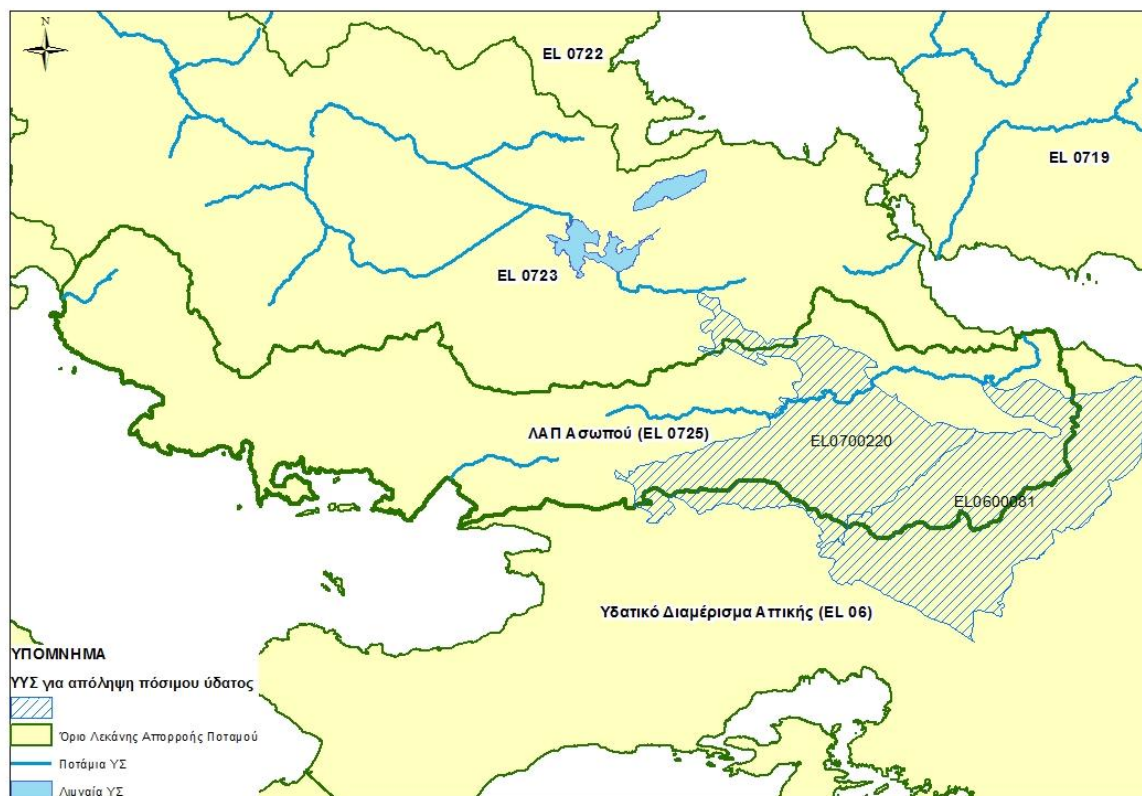 N
EL 0722
EL 0719
EL 0723
ΛΑΠ Ασωπού (EL 0725)
EL0700220
EL0600081
Υδατικό Διαμέρισμα Αττικής (EL 06)
ΥΠΟΜΝΗΜΑ
ΥΥΣ για απόληψη πόσιμου ύδατος
Όριο Λεκάνης Απορροής Ποταμού
Ποτάμια ΥΣ
Λιμναία ΥΣ